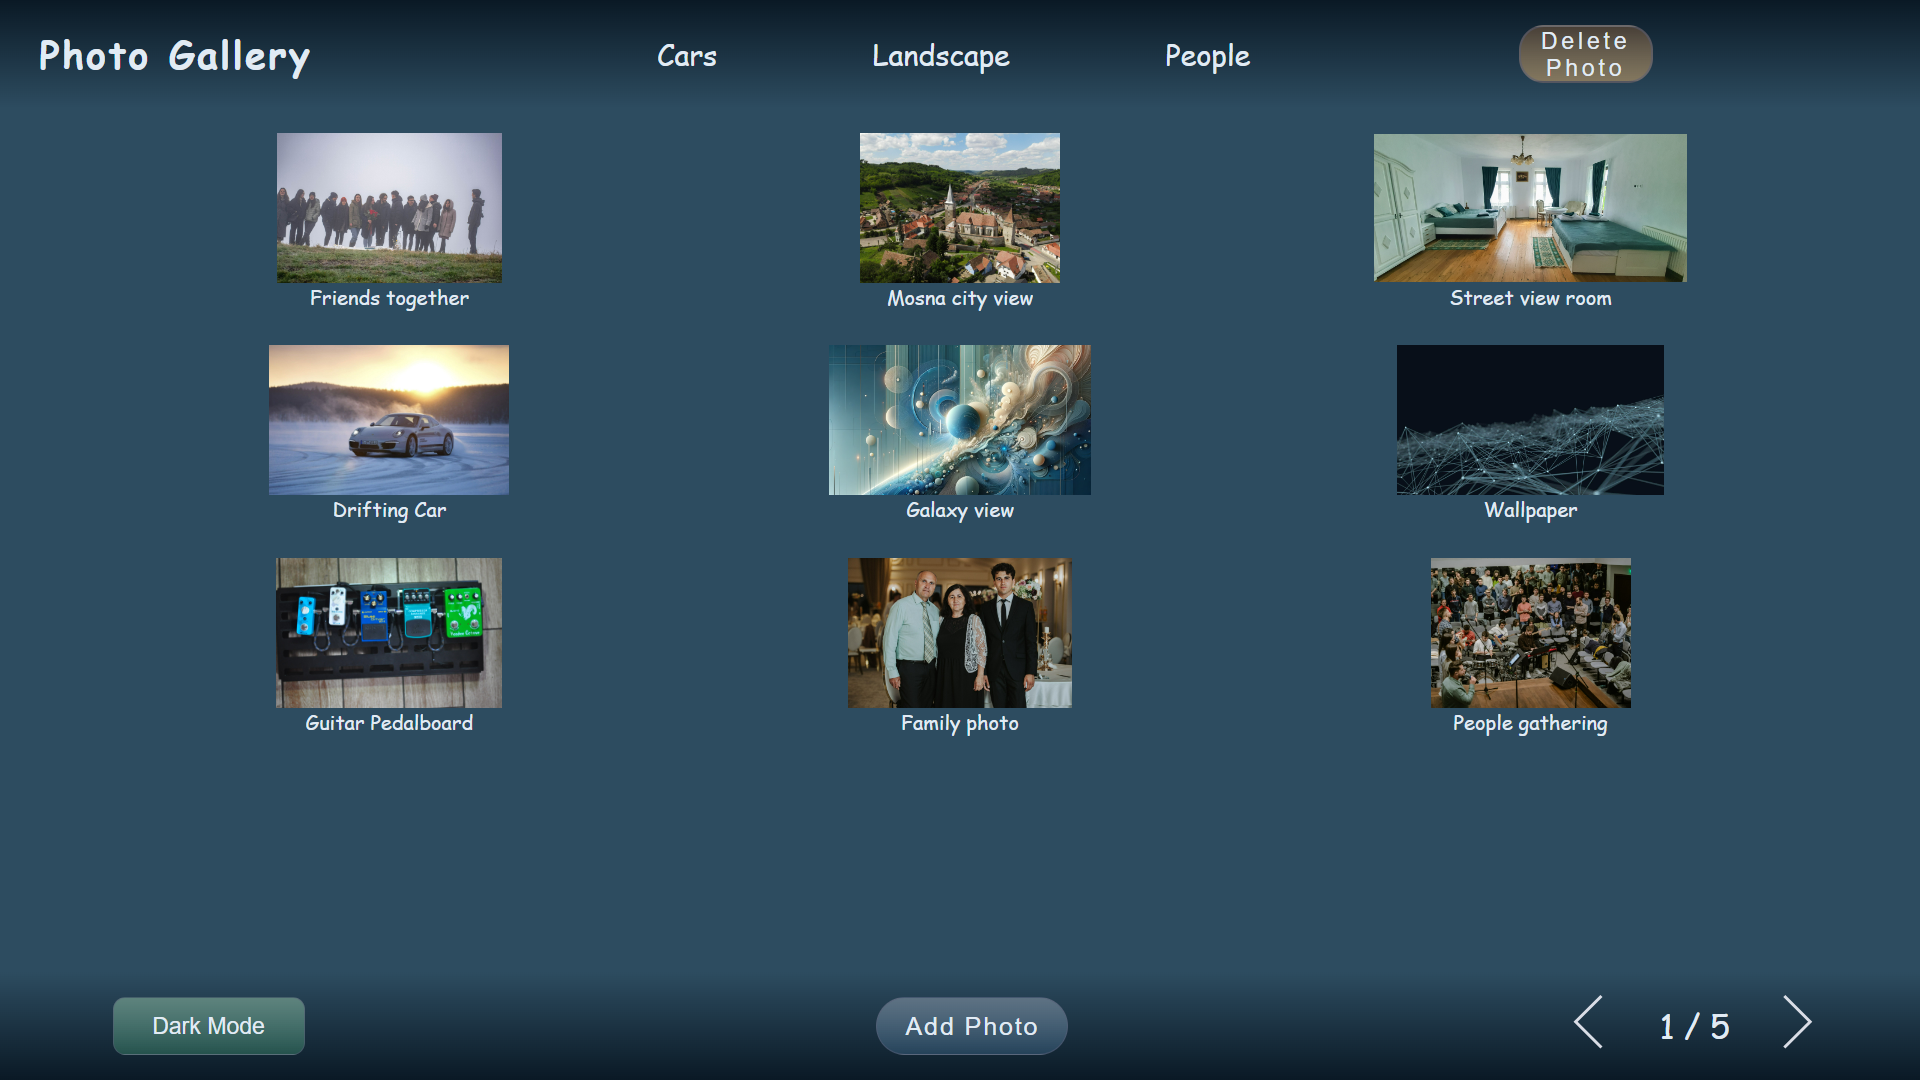 Photo Gallery
Cars
Landscape
People
Delete
Photo
Friends together
Mosna city view
Street view room
Drifting Car
Galaxy view
Wallpaper
Guitar Pedalboard
Family photo
People gathering
Dark Mode
Add Photo
1 / 5